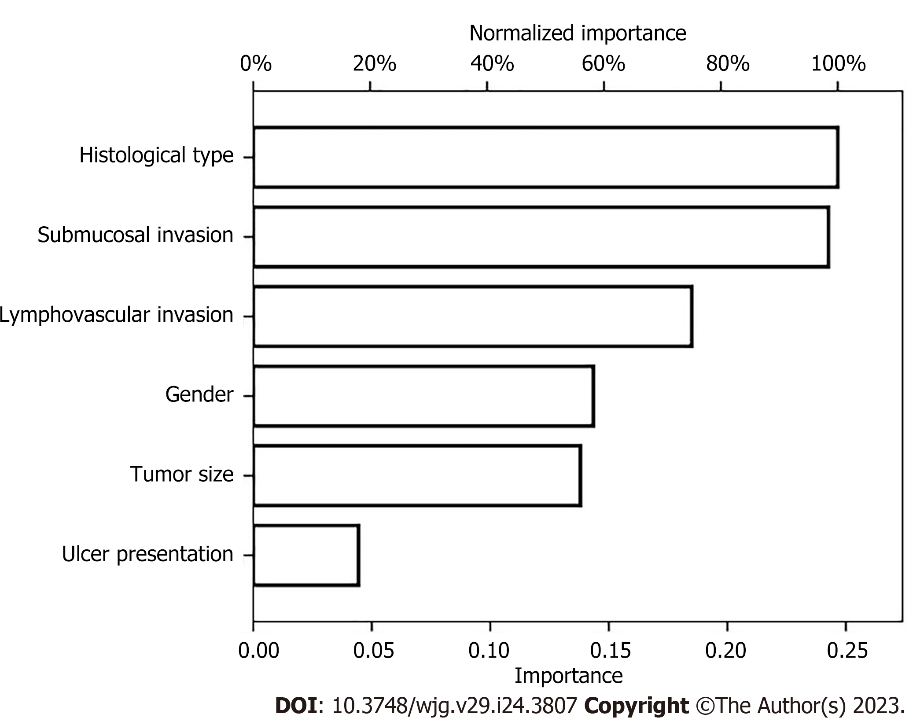 Normalized importance
0% 20% 40% 60% 80% 100%
Histological type
Submucosal invasion
Lymphovascular invasion
Gender
Tumor size
Ulcer presentation
0.00 0.05 0.10 0.15 0.20 0.25
Importance
DOI: 10.3748/wjg.v29.i24.3807 Copyright ©The Author(s) 2023.